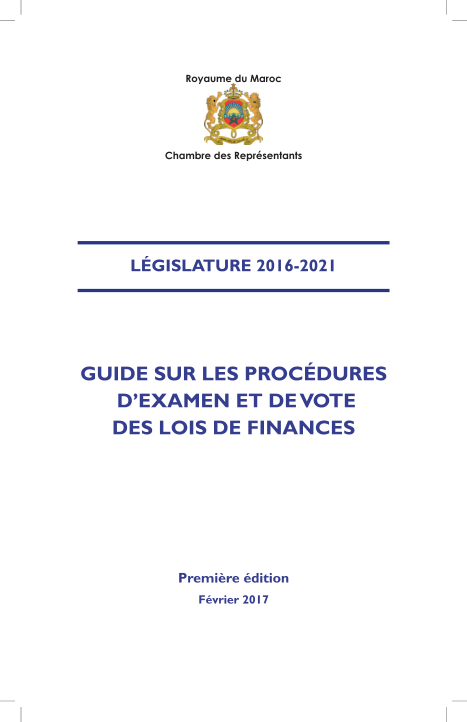 Royaume du Maroc
Chambre des Représentants
LÉGISLATURE 2016-2021
GUIDE SUR LES PROCÉDURES
D'EXAMEN ET DE VOTE
DES LOIS DE FINANCES
Première édition
Février 2017